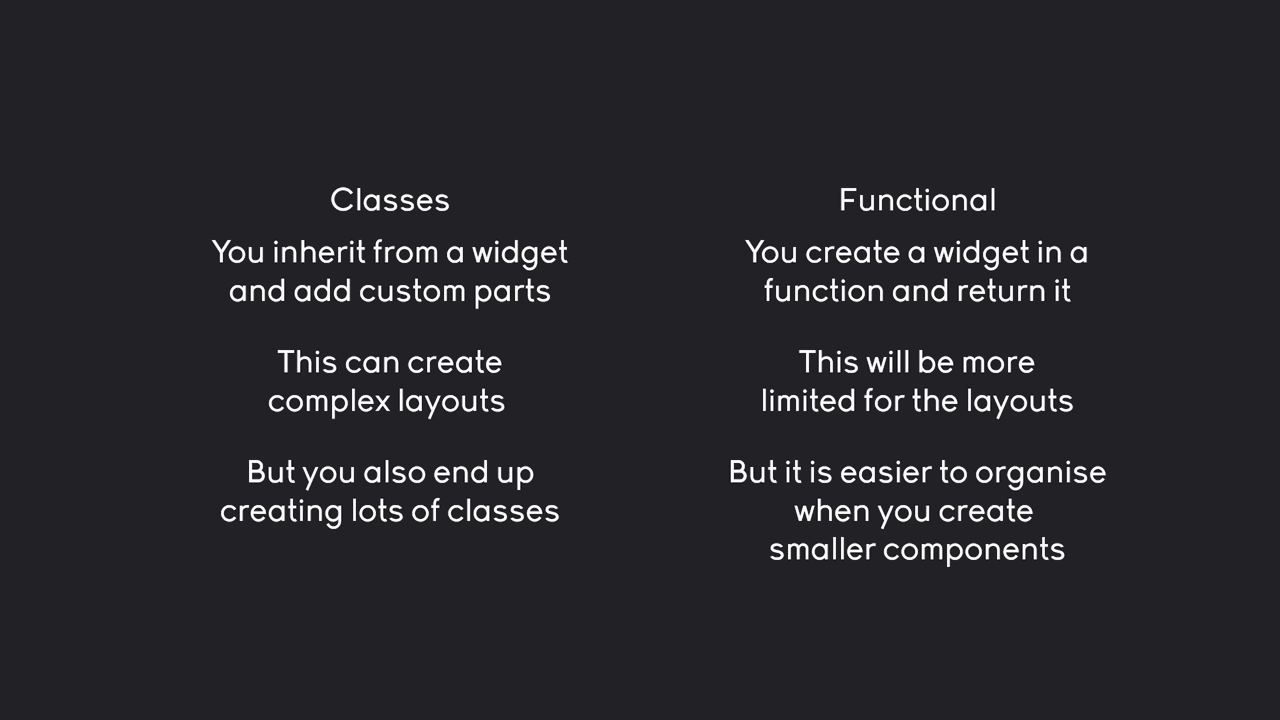 Classes
You inherit from a widget
and add custom parts
This can create
complex layouts
But you also end up
creating lots of classes
Functional
You create a widget in a
function and return it
This will be more
limited for the layouts
But it is easier to organise
when you create
smaller components